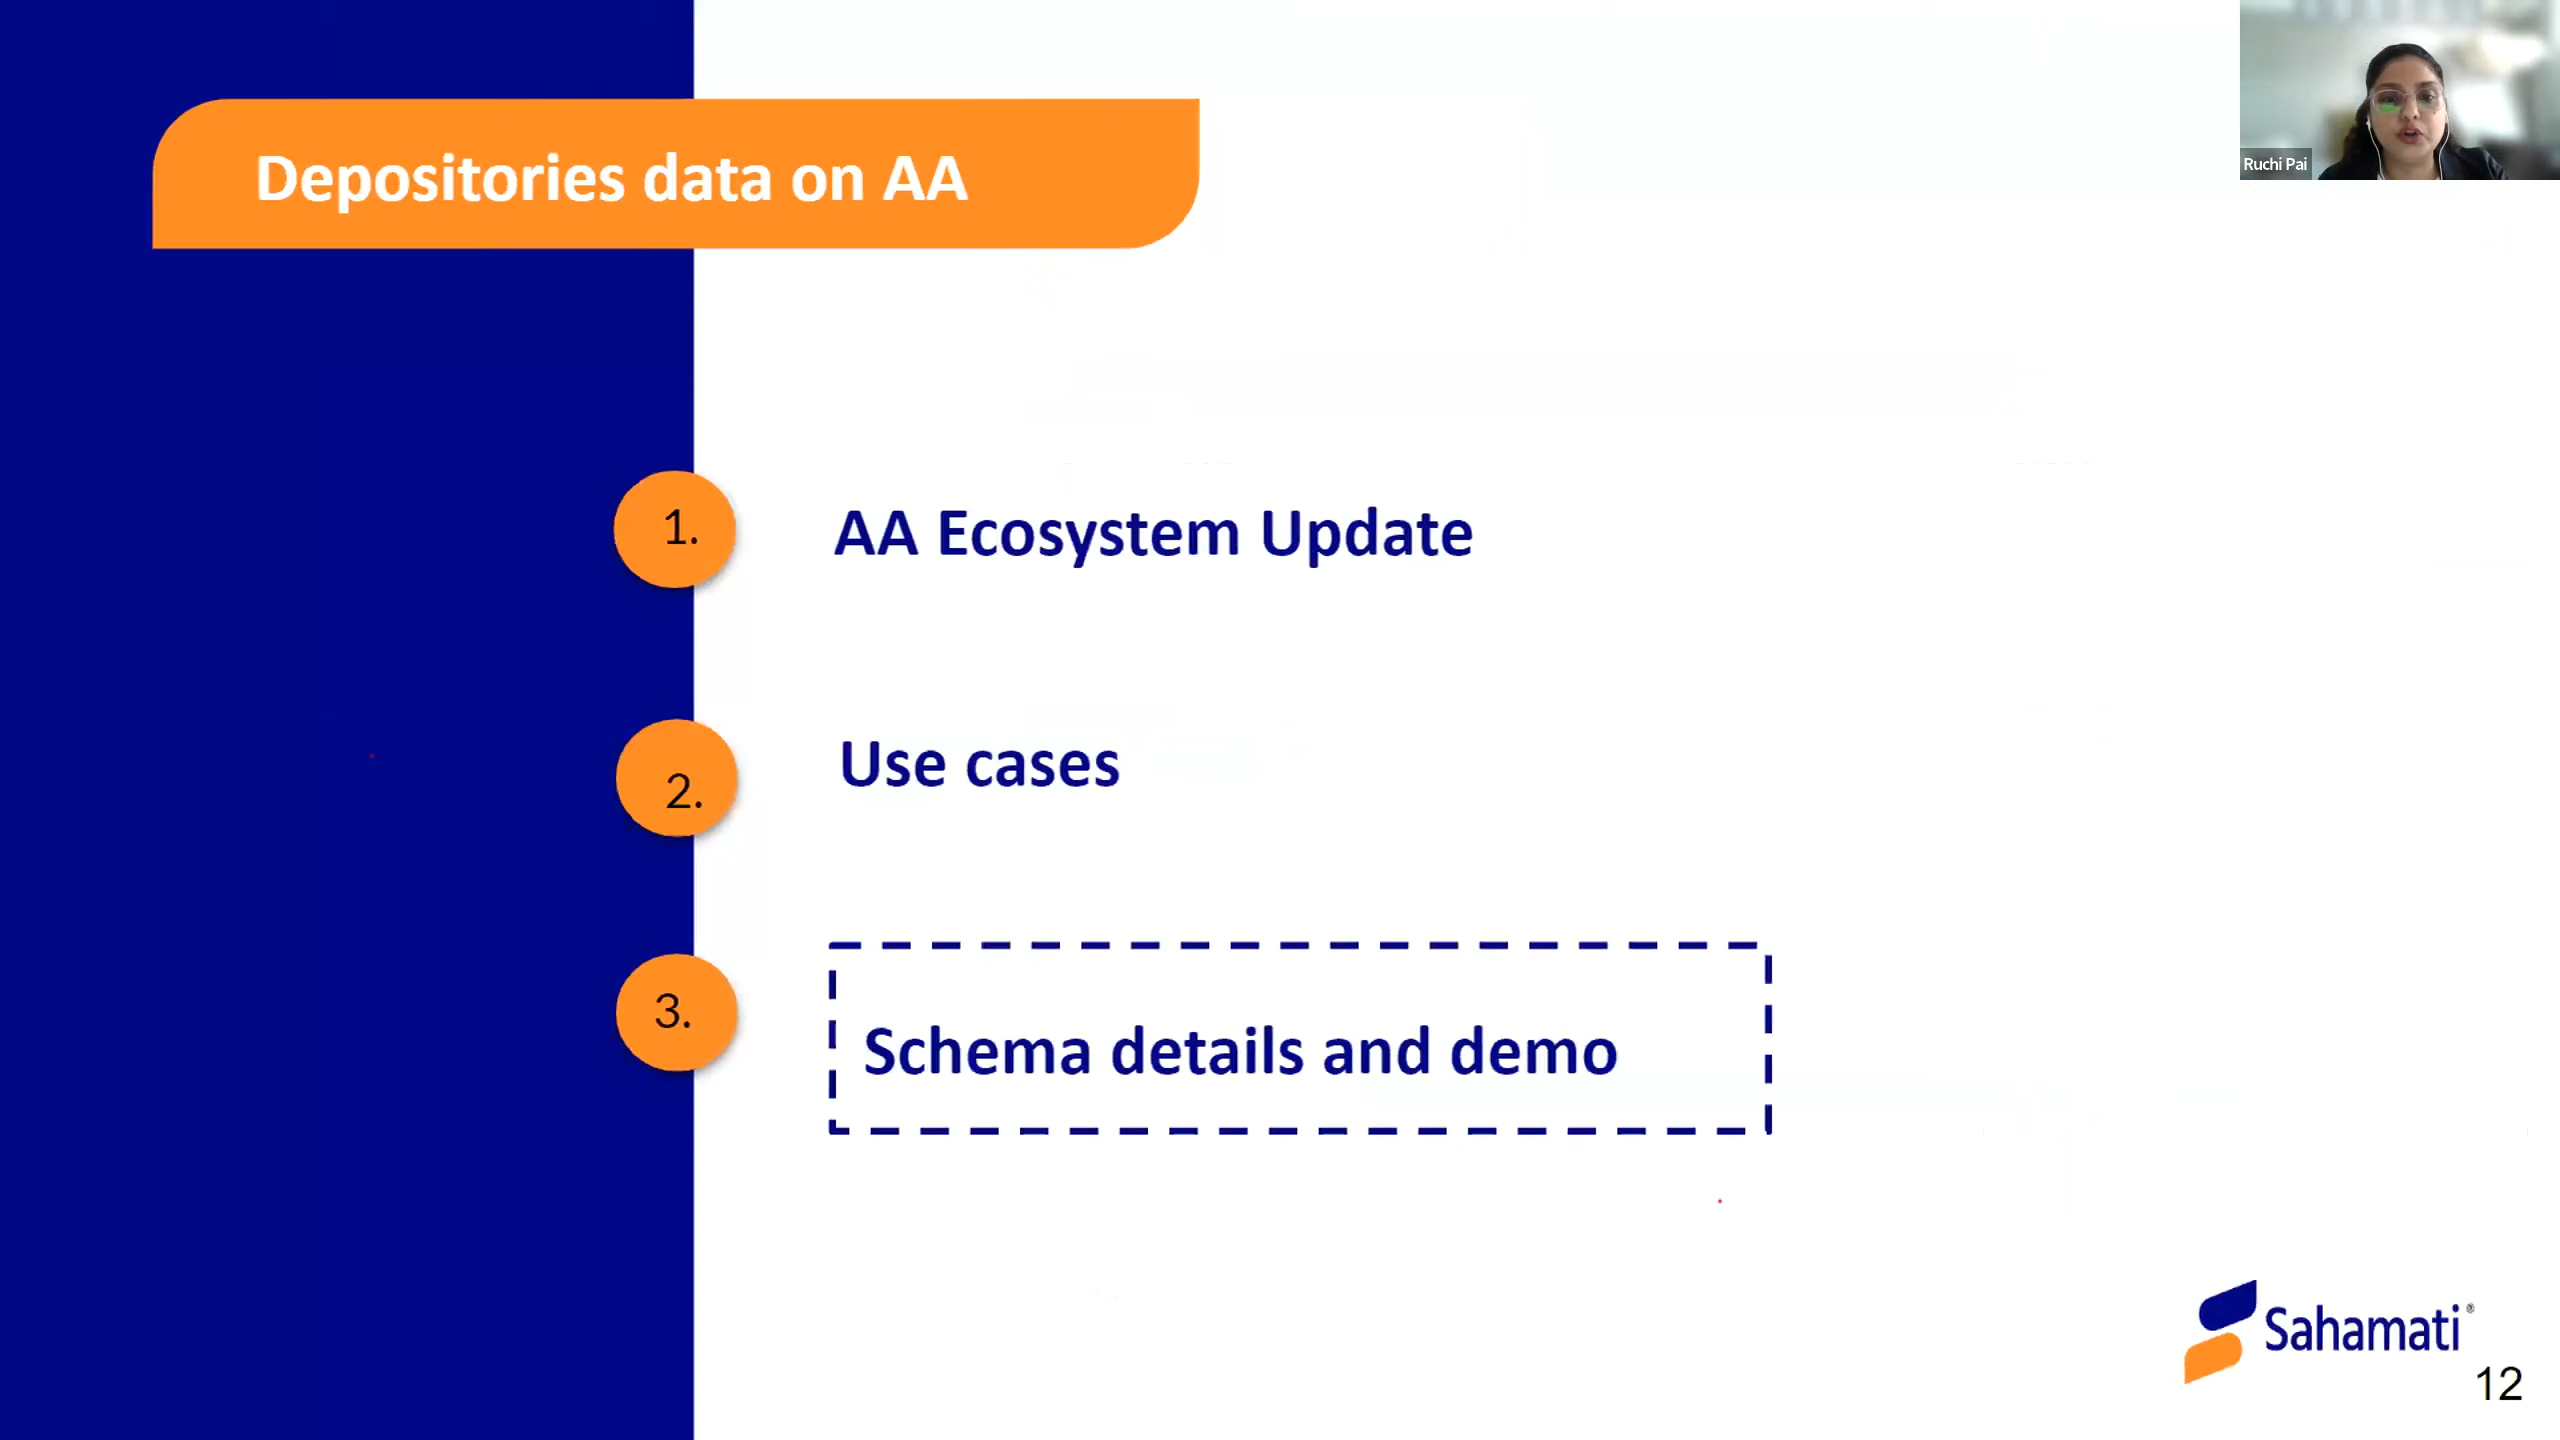 Depositories data on AA
Ruchi Pai
1.
AA Ecosystem Update
2.
Use cases
3.
Schema details and demo
Sahamati®
12